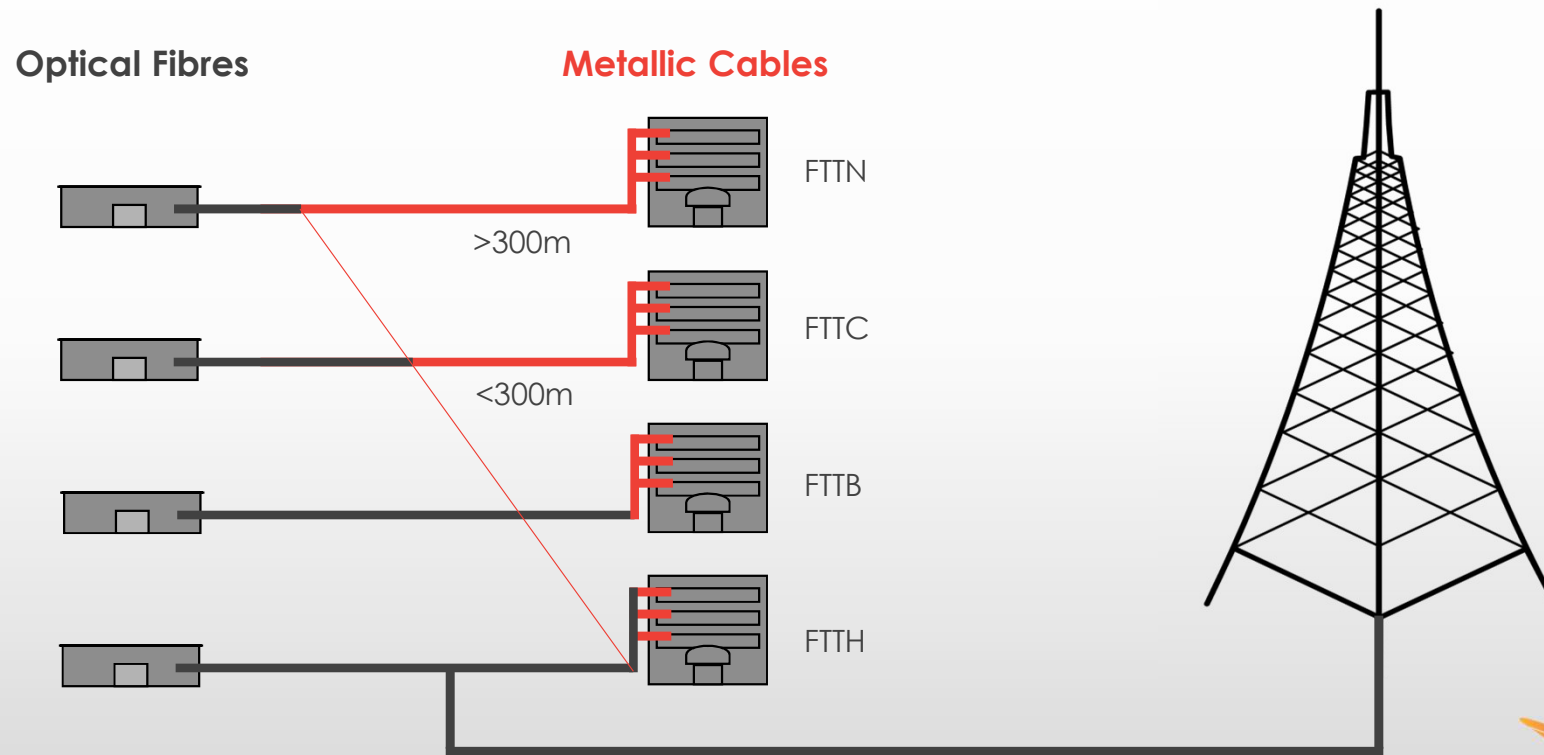 Optical Fibres
Metallic Cables
FTTN
>300m
FTTC
<300m
FTTB
FTTH